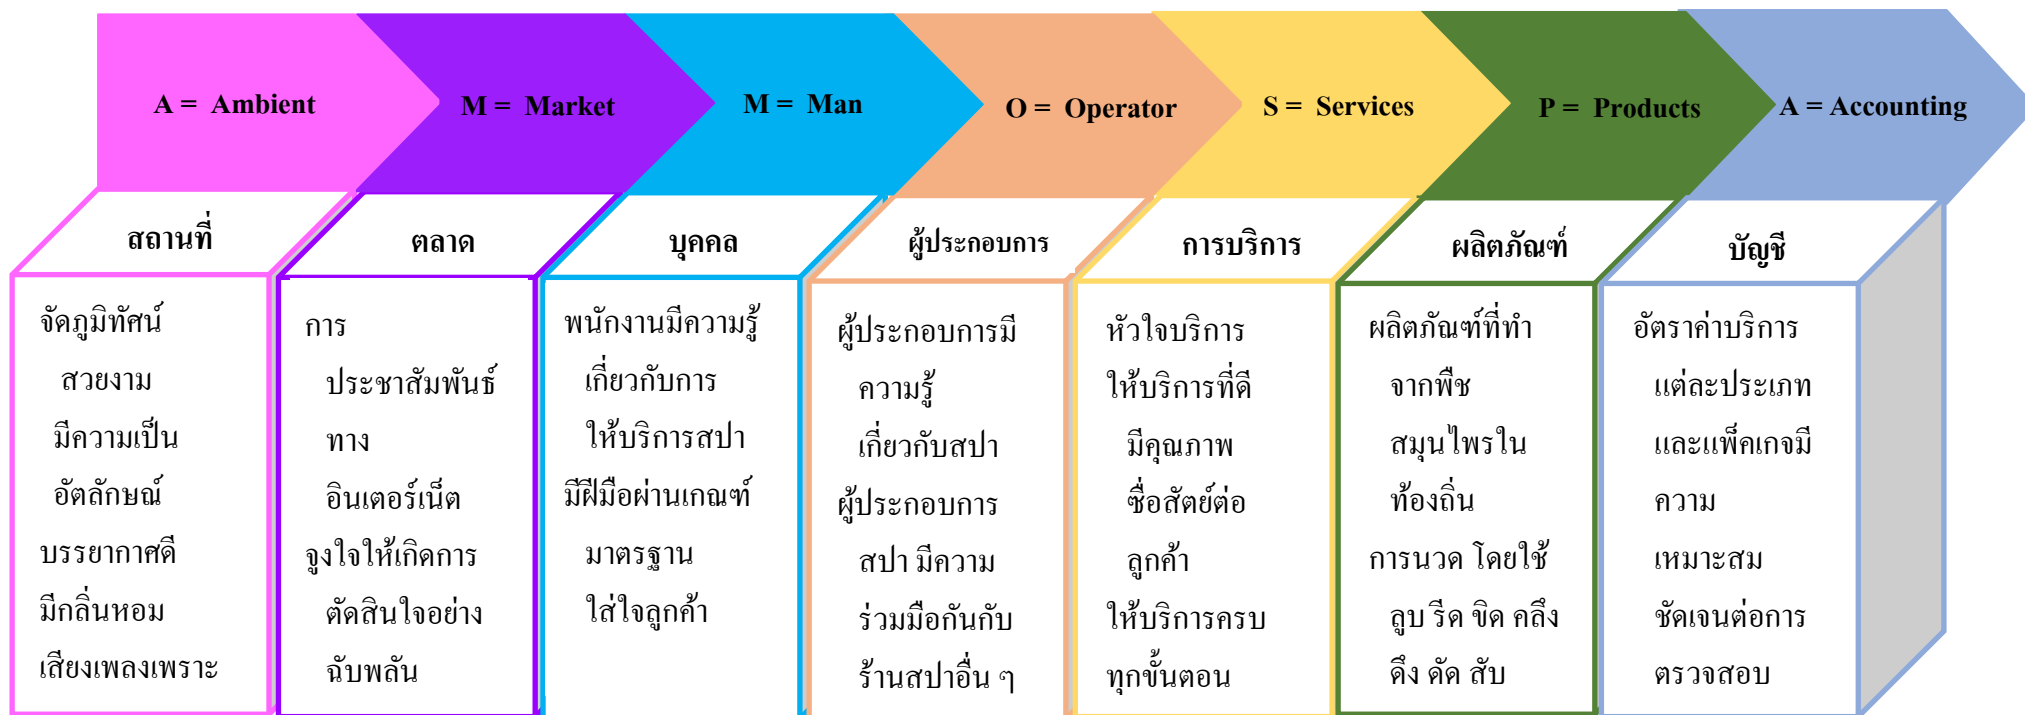 A = Ambient
M = Market
M = Man
O = Operator
S = Services
P = Products
A = Accounting
สถานที่
ตลาด
บุคคล
ผู้ประกอบการ
การบริการ
ผลิตภัณฑ์
บัญชี
จัดภูมิทัศน์
สวยงาม
มีความเป็น
อัตลักษณ์
บรรยากาศดี
มีกลิ่นหอม
เสียงเพลงเพราะ
การ
ประชาสัมพันธ์
ทาง
อินเตอร์เน็ต
จูงใจให้เกิดการ
ตัดสินใจอย่าง
ฉับพลัน
พนักงานมีความรู้
เกี่ยวกับการ
ให้บริการสปา
มีฝีมือผ่านเกณฑ์
มาตรฐาน
ใส่ใจลูกค้า
ผู้ประกอบการมี
ความรู้
เกี่ยวกับสปา
ผู้ประกอบการ
สปา มีความ
ร่วมมือกันกับ
ร้านสปาอื่น ๆ
หัวใจบริการ
ให้บริการที่ดี
มีคุณภาพ
ซื่อสัตย์ต่อ
ลูกค้า
ให้บริการครบ
ทุกขั้นตอน
ผลิตภัณฑ์ที่ทำ
จากพืช
สมุนไพรใน
ท้องถิ่น
การนวด โดยใช้
ลูบ รีด ขิด คลึง
ดึง ดัด สับ
อัตราค่าบริการ
แต่ละประเภท
และแพ็คเกจมี
ความ
เหมาะสม
ชัดเจนต่อการ
ตรวจสอบ